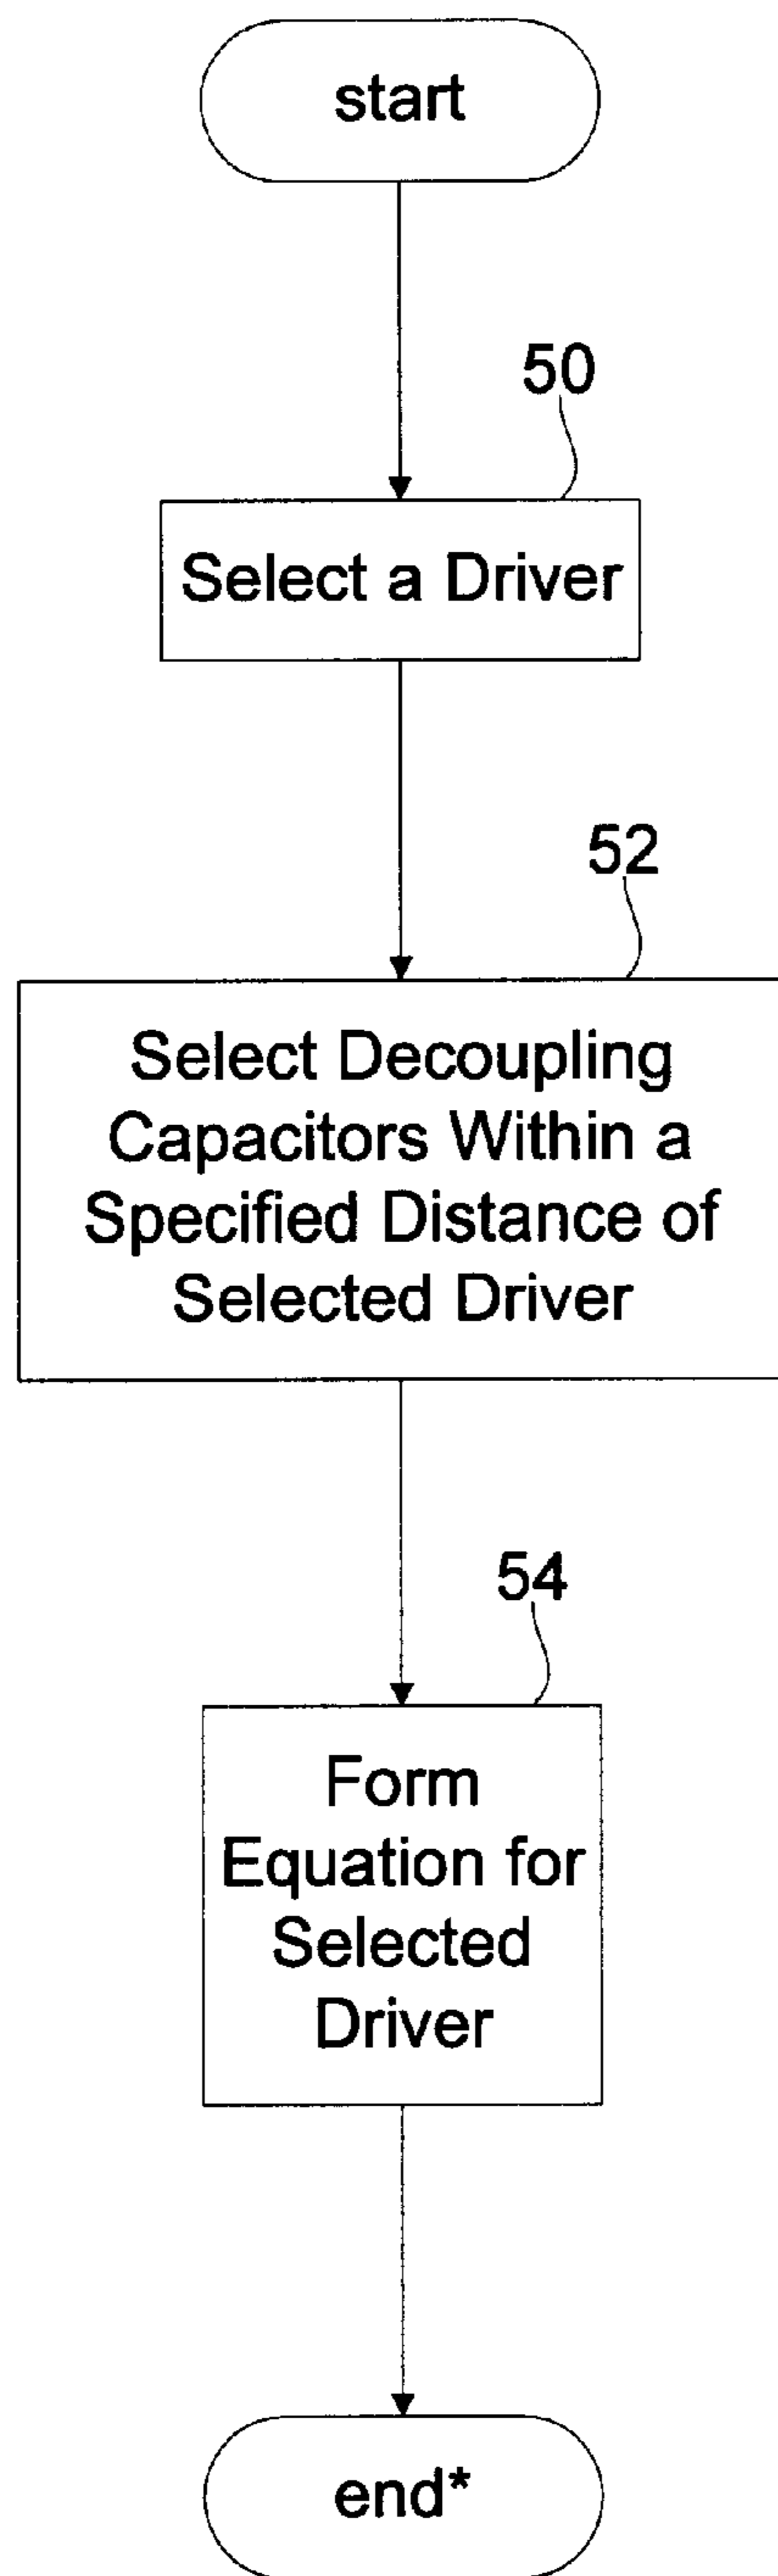 start
50
Select a Driver
52
Select Decoupling
Capacitors Within a
Specified Distance of
Selected Driver
54
Form
Equation for
Selected
Driver
end*